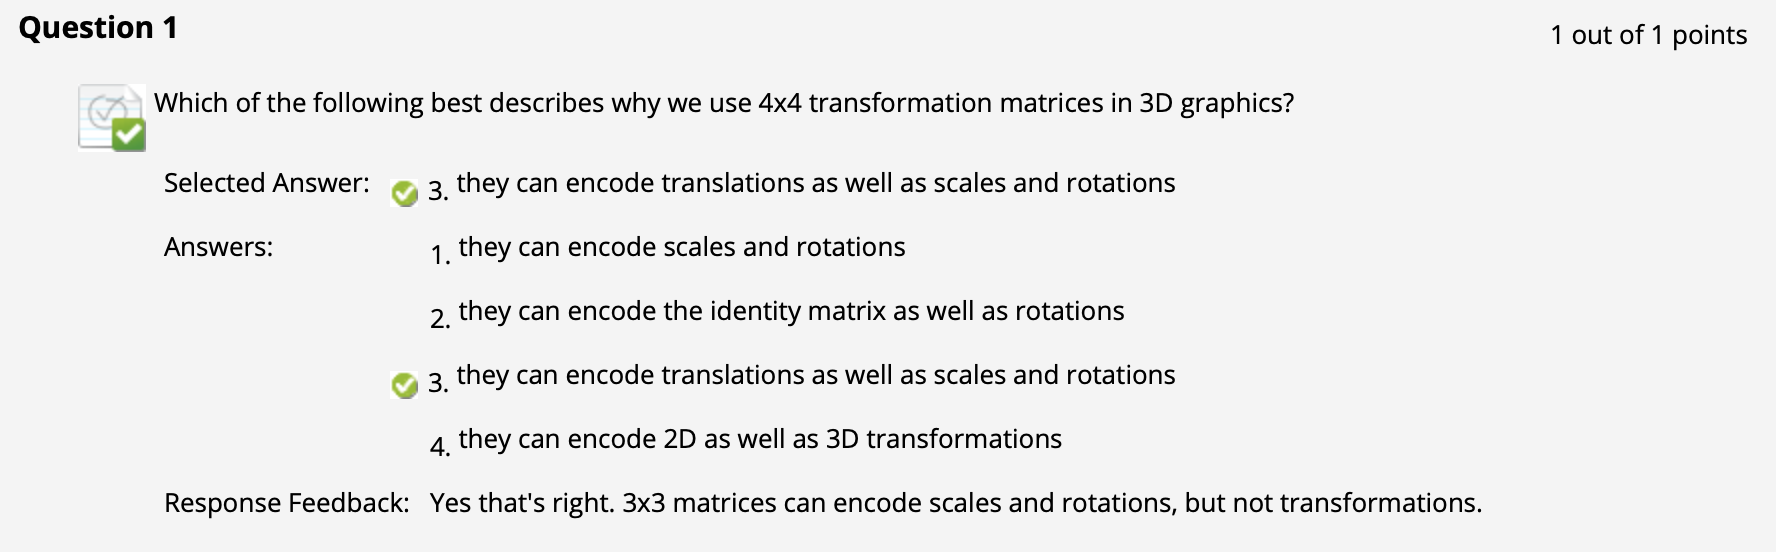 Question 1
1 out of 1 points
Which of the following best describes why we use 4x4 transformation matrices in 3D graphics?
Selected Answer: 3. they can encode translations as well as scales and rotations
Answers: 1. they can encode scales and rotations
2. they can encode the identity matrix as well as rotations
3. they can encode translations as well as scales and rotations
4. they can encode 2D as well as 3D transformations
Response Feedback: Yes that's right. 3x3 matrices can encode scales and rotations, but not transformations.